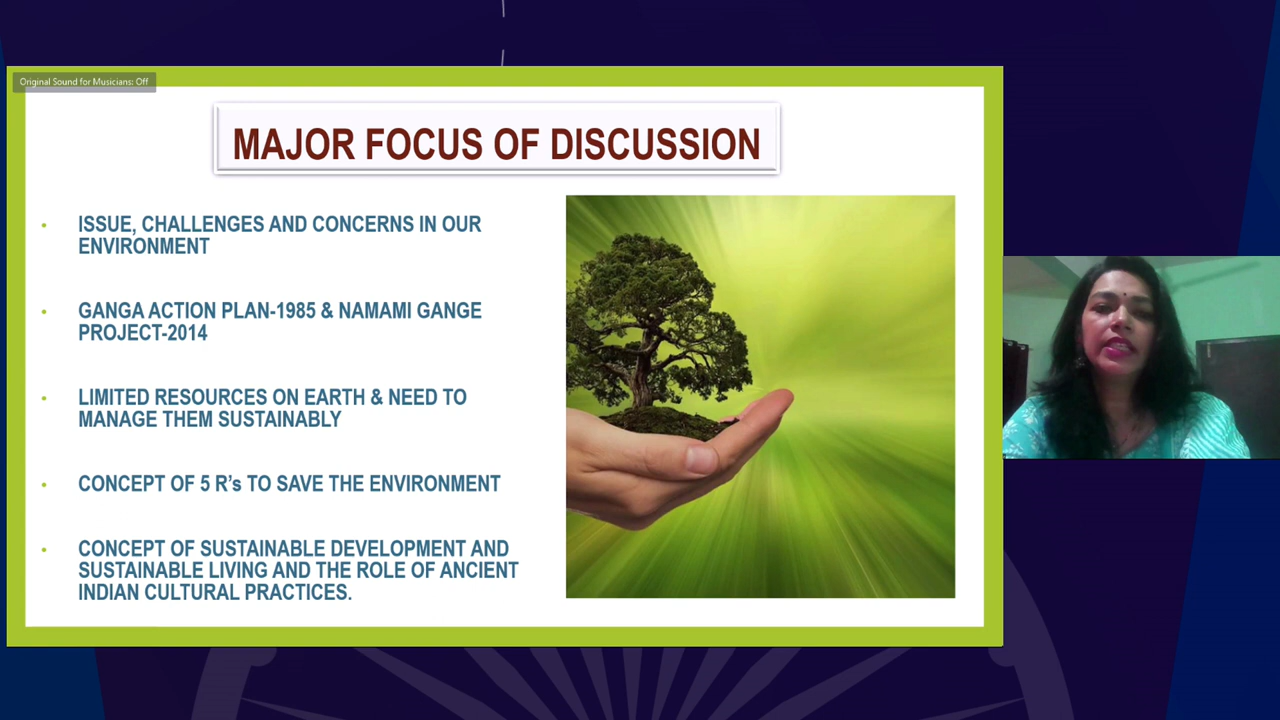 Original Sound for Musicians: Off
MAJOR FOCUS OF DISCUSSION
• ISSUE, CHALLENGES AND CONCERNS IN OUR
ENVIRONMENT
• GANGA ACTION PLAN-1985 & NAMAMI GANGE
PROJECT-2014
• LIMITED RESOURCES ON EARTH & NEED TO
MANAGE THEM SUSTAINABLY
• CONCEPT OF 5 R’s TO SAVE THE ENVIRONMENT
• CONCEPT OF SUSTAINABLE DEVELOPMENT AND
SUSTAINABLE LIVING AND THE ROLE OF ANCIENT
INDIAN CULTURAL PRACTICES.